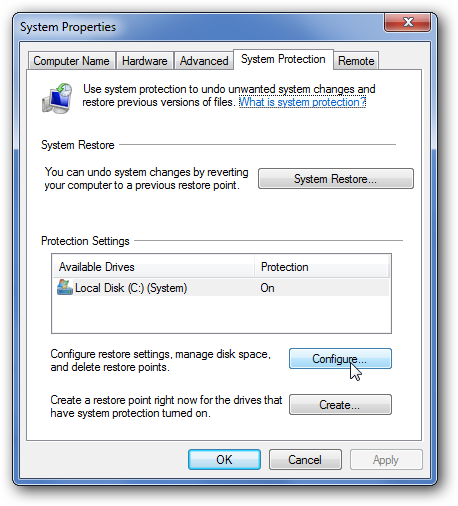 System Properties
Computer Name Hardware Advanced System Protection Remote
Use system protection to undo unwanted system changes and
restore previous versions of files. What is system protection?
System Restore
You can undo system changes by reverting
your computer to a previous restore point.
System Restore...
Protection Settings
Available Drives Protection
Local Disk (C:) (System) On
Configure restore settings, manage disk space,
and delete restore points.
Configure...
Create a restore point right now for the drives that
have system protection turned on.
Create...
OK Cancel Apply